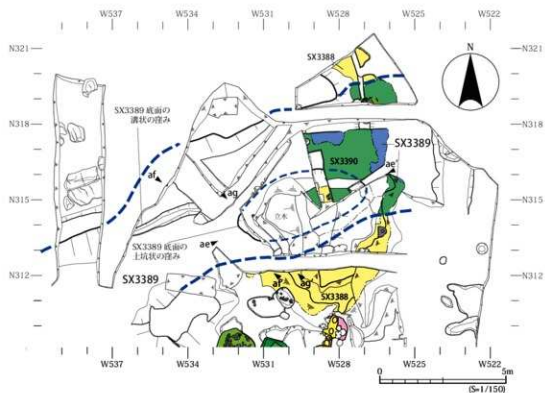 W537 W534 W531 W528 W525 W522
N321 N321
SX3388
N
SX3389 底面の
溝状の窪み
N318 N318
SX3389
SX3390
ae
af
ag
N315 N315
立木
SX3389 底面の
土坑状の窪み
ae
N312 N312
SX3389
SX3388
af
ag
W537 W534 W531 W528 W525 W522
0 5m
(S=1/150)